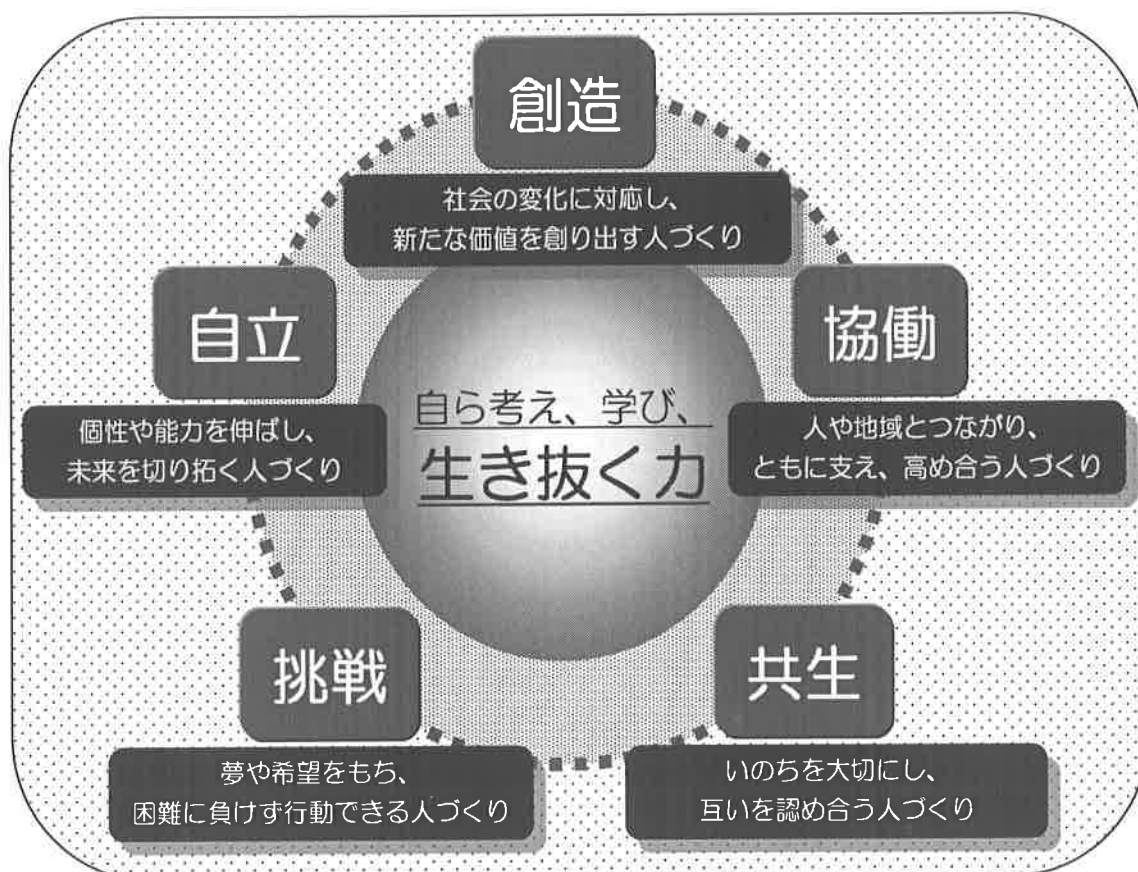 創造
社会の変化に対応し、
新たな価値を創り出す人づくり
自立
個性や能力を伸ばし、
未来を切り拓く人づくり
協働
人や地域とつながり、
ともに支え、高め合う人づくり
自ら考え、学び、
生き抜く力
挑戦
夢や希望をもち、
困難に負けず行動できる人づくり
共生
いのちを大切にし、
互いを認め合う人づくり